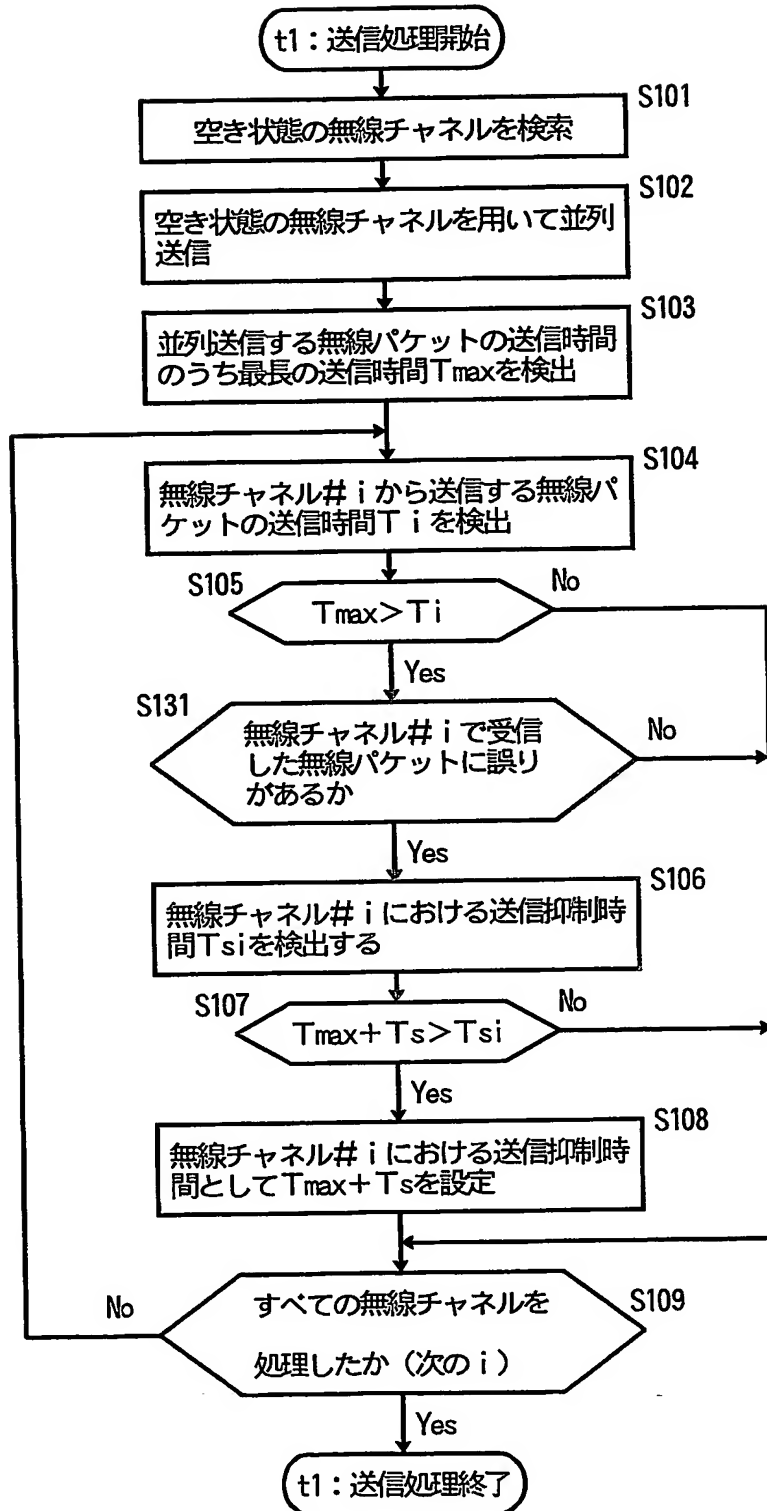 t1：送信処理開始
S101
空き状態の無線チャネルを検索
S102
空き状態の無線チャネルを用いて並列
送信
S103
並列送信する無線パケットの送信時間
のうち最長の送信時間Tmaxを検出
S104
無線チャネル＃ｉから送信する無線パ
ケットの送信時間Tｉを検出
S105
Tmax＞Tｉ
No
Yes
S131
無線チャネル＃ｉで受信
した無線パケットに誤り
があるか
No
Yes
S106
無線チャネル＃ｉにおける送信抑制時
間Tsiを検出する
S107
Tmax＋Ts＞Tsi
No
Yes
S108
無線チャネル＃ｉにおける送信抑制時
間としてTmax＋Tsを設定
S109
すべての無線チャネルを
処理したか（次のｉ）
No
Yes
t1：送信処理終了